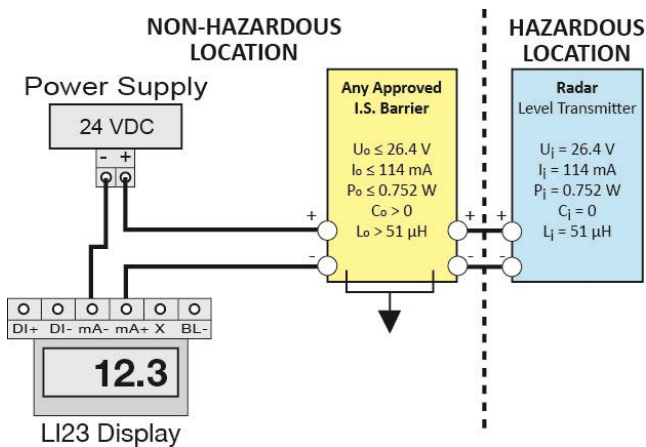 NON-HAZARDOUS
LOCATION
HAZARDOUS
LOCATION
Power Supply
24 VDC
- +
Any Approved
I.S. Barrier
Uₒ ≤ 26.4 V
Iₒ ≤ 114 mA
Pₒ ≤ 0.752 W
Cₒ > 0
Lₒ > 51 µH
Radar
Level Transmitter
Uᵢ = 26.4 V
Iᵢ = 114 mA
Pᵢ = 0.752 W
Cᵢ = 0
Lᵢ = 51 µH
+ + +
- - -
DI+ DI- mA- mA+ X BL-
12.3
LI23 Display